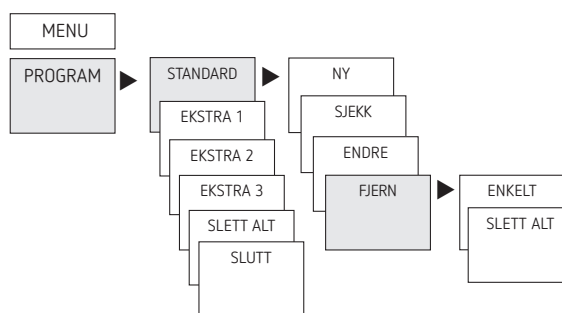 MENU
PROGRAM
STANDARD
EKSTRA 1
EKSTRA 2
EKSTRA 3
SLETT ALT
SLUTT
NY
SJEKK
ENDRE
FJERN
ENKELT
SLETT ALT